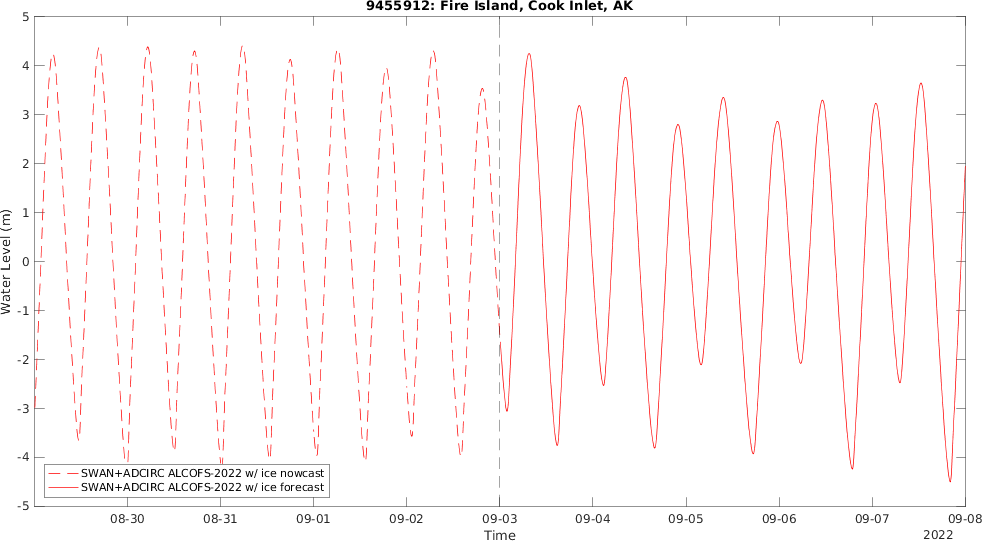 9455912: Fire Island, Cook Inlet, AK
5
4
3
2
1
0
-1
-2
-3
-4
-5
Water Level (m)
SWAN+ADCIRC ALCOFS-2022 w/ ice nowcast
SWAN+ADCIRC ALCOFS-2022 w/ ice forecast
08-30 08-31 09-01 09-02 09-03 09-04 09-05 09-06 09-07 09-08
Time
2022